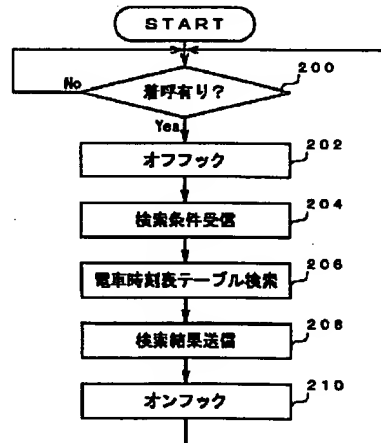 START
200
着呼有り？
No
Yes
202
オフフック
204
検索条件受信
206
電車時刻表テーブル検索
208
検索結果送信
210
オンフック